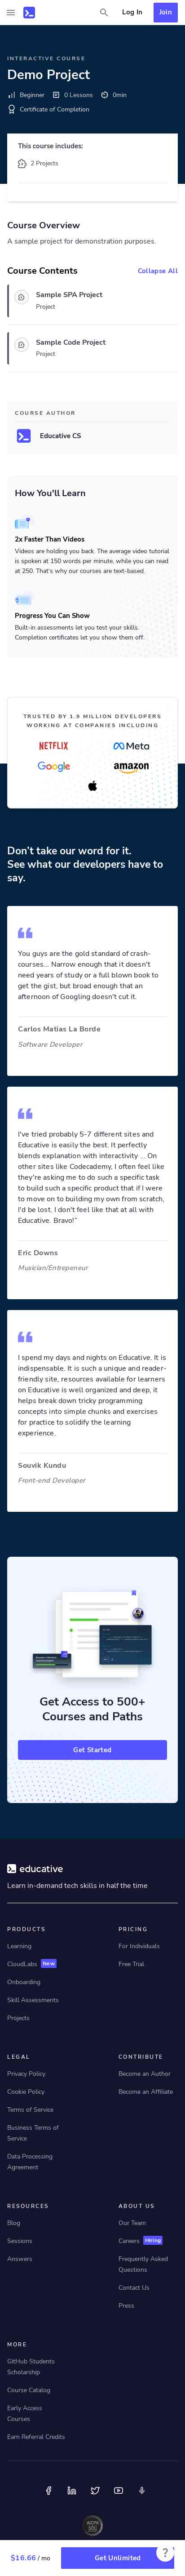 Log In
Join
INTERACTIVE COURSE
Demo Project
Beginner 0 Lessons 0min
Certificate of Completion
This course includes:
2 Projects
Course Overview
A sample project for demonstration purposes.
Course Contents Collapse All
Sample SPA Project
Project
Sample Code Project
Project
COURSE AUTHOR
Educative CS
How You'll Learn
2x Faster Than Videos
Videos are holding you back. The average video tutorial
is spoken at 150 words per minute, while you can read
at 250. That's why our courses are text-based.
Progress You Can Show
Built-in assessments let you test your skills.
Completion certificates let you show them off.
TRUSTED BY 1.9 MILLION DEVELOPERS
WORKING AT COMPANIES INCLUDING
NETFLIX Meta
Google amazon
Don't take our word for it.
See what our developers have to
say.
You guys are the gold standard of crash-
courses... Narrow enough that it doesn't
need years of study or a full blown book to
get the gist, but broad enough that an
afternoon of Googling doesn't cut it.
Carlos Matias La Borde
Software Developer
I've tried probably 5-7 different sites and
Educative is easily the best. It perfectly
blends explanation with interactivity ... On
other sites like Codecademy, I often feel like
they're asking me to do such a specific task
to work to a specific product that if I were
to move on to building my own from scratch,
I'd be lost. I don't feel like that at all with
Educative. Bravo!"
Eric Downs
Musician/Entrepeneur
I spend my days and nights on Educative. It is
indispensable. It is such a unique and reader-
friendly site, resources available for learners
on Educative is well organized and deep, it
helps break down tricky programming
principles into simple chunks and exercises
for practice to solidify the learning
experience.
Souvik Kundu
Front-end Developer
Get Access to 500+
Courses and Paths
Get Started
educative
Learn in-demand tech skills in half the time
PRODUCTS
Learning
CloudLabs New
Onboarding
Skill Assessments
Projects
PRICING
For Individuals
Free Trial
LEGAL
Privacy Policy
Cookie Policy
Terms of Service
Business Terms of
Service
Data Processing
Agreement
CONTRIBUTE
Become an Author
Become an Affiliate
RESOURCES
Blog
Sessions
Answers
ABOUT US
Our Team
Careers Hiring
Frequently Asked
Questions
Contact Us
Press
MORE
GitHub Students
Scholarship
Course Catalog
Early Access
Courses
Earn Referral Credits
AICPA
SOC
$16.66 / mo
Get Unlimited
?